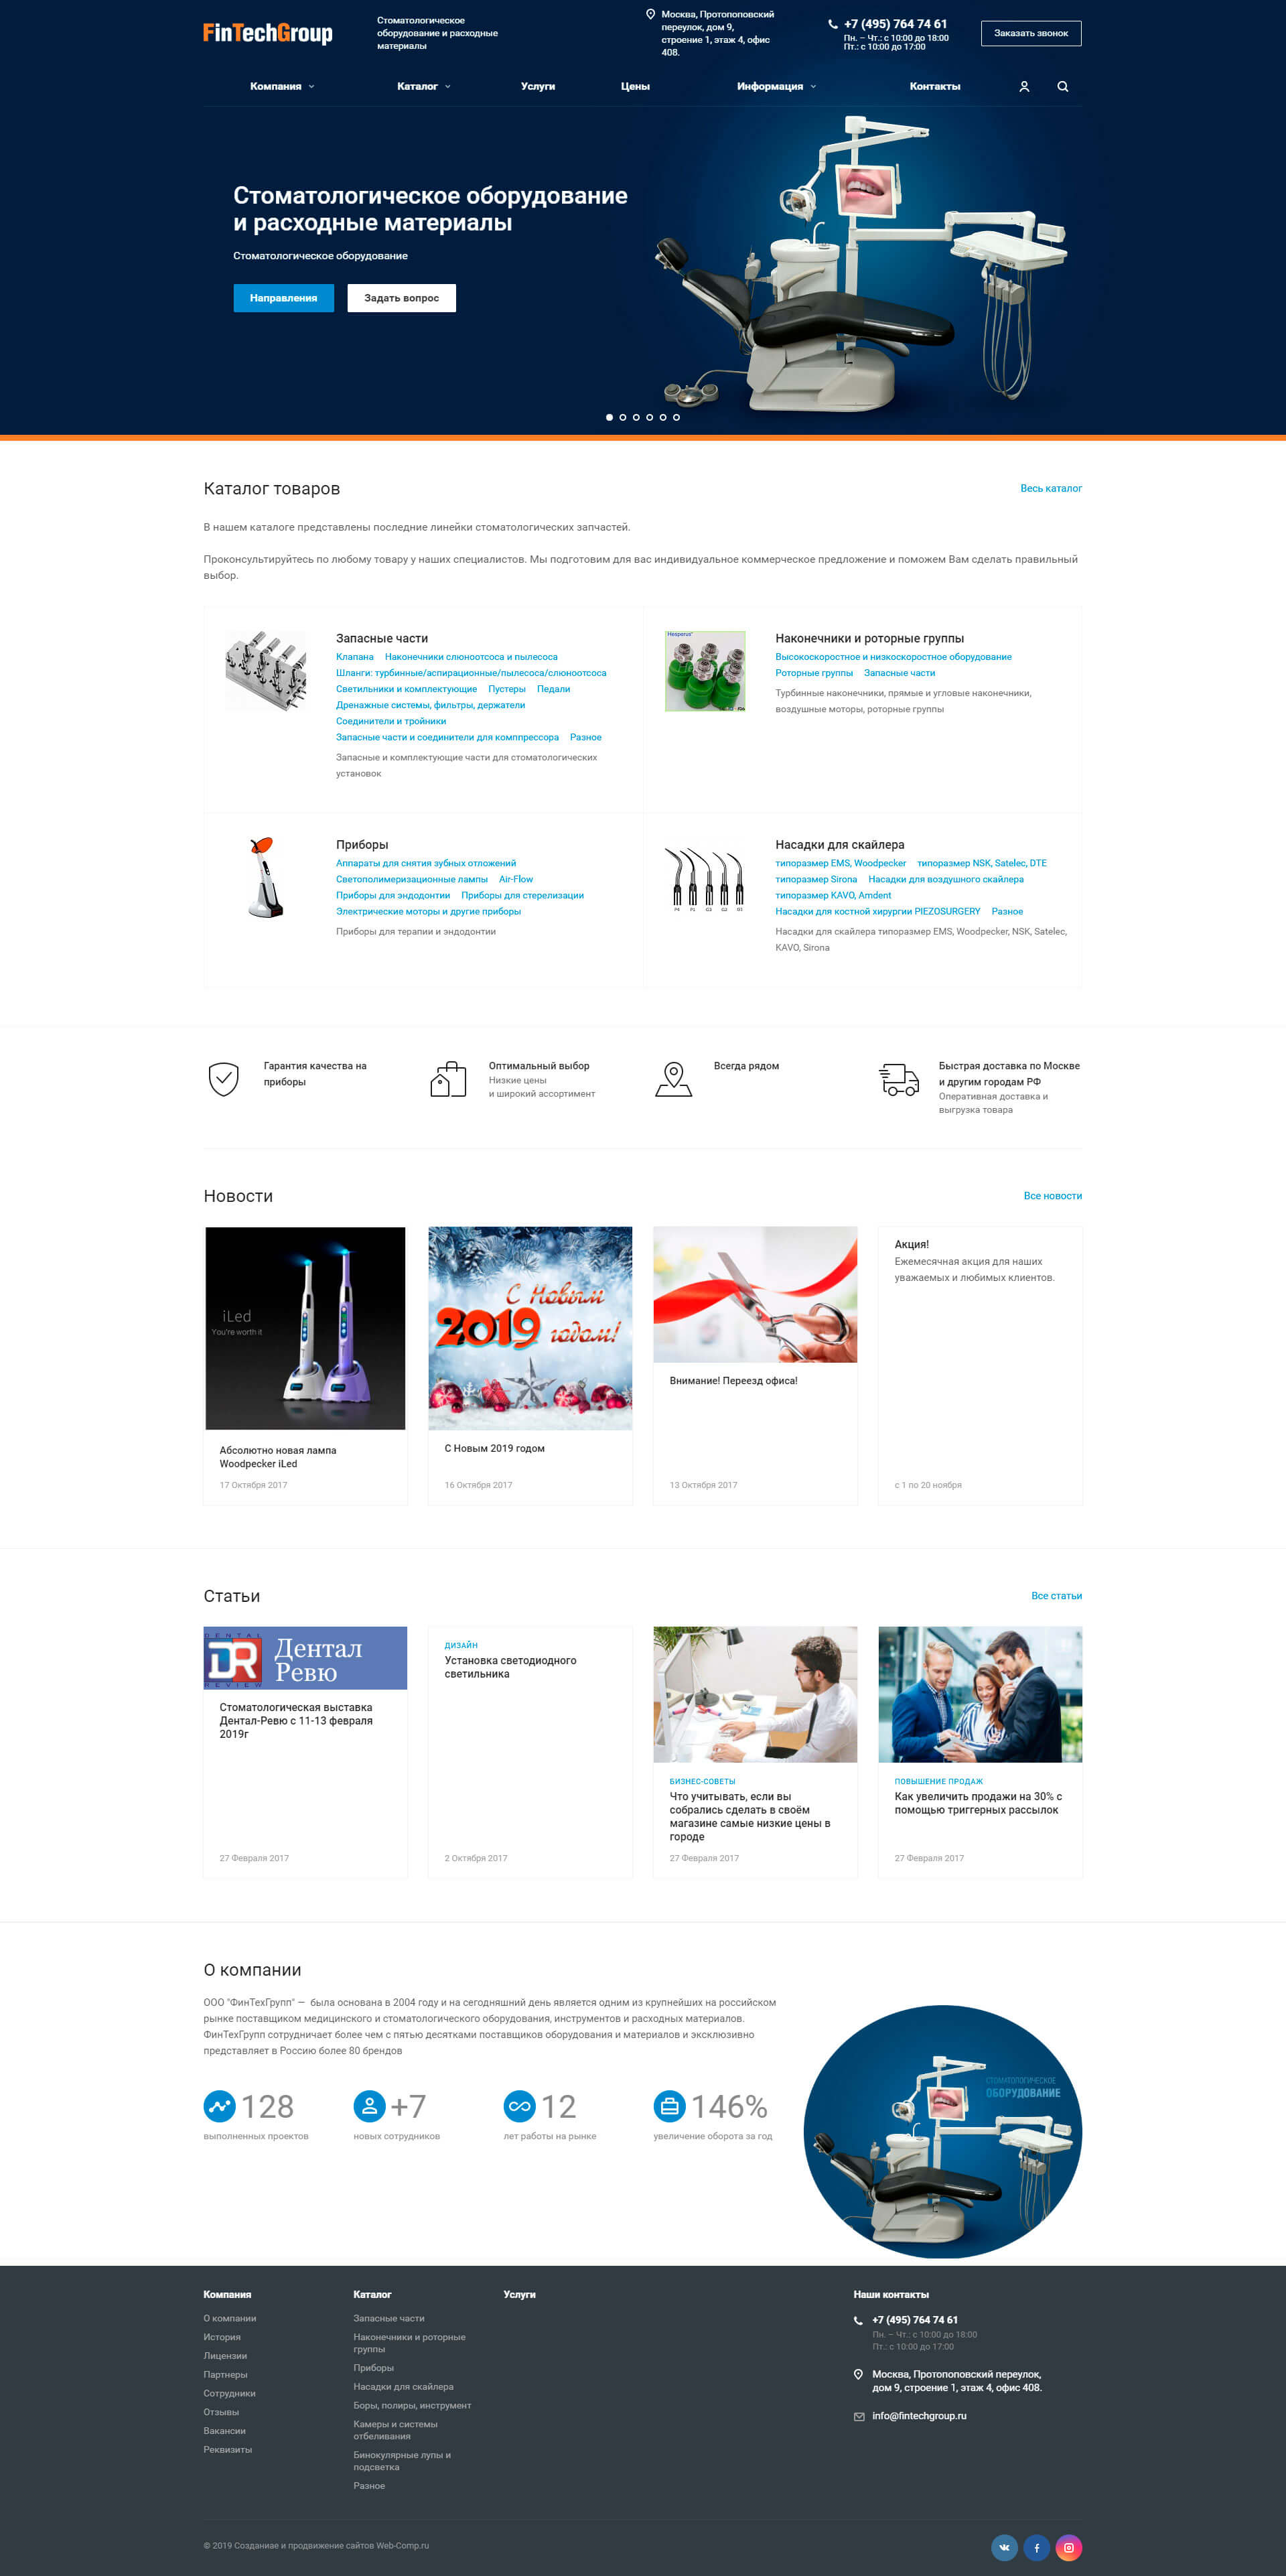 FinTechGroup
Стоматологическое
оборудование и расходные
материалы
Москва, Протопоповский
переулок, дом 9,
строение 1, этаж 4, офис
408.
+7 (495) 764 74 61
Пн. – Чт.: с 10:00 до 18:00
Пт.: с 10:00 до 17:00
Заказать звонок
Компания
Каталог
Услуги
Цены
Информация
Контакты
Стоматологическое оборудование
и расходные материалы
Стоматологическое оборудование
Направления
Задать вопрос
Каталог товаров
Весь каталог
В нашем каталоге представлены последние линейки стоматологических запчастей.
Проконсультируйтесь по любому товару у наших специалистов. Мы подготовим для вас индивидуальное коммерческое предложение и поможем Вам сделать правильный
выбор.
Запасные части
Клапана Наконечники слюноотсоса и пылесоса
Шланги: турбинные/аспирационные/пылесоса/слюноотсоса
Светильники и комплектующие Пустеры Педали
Дренажные системы, фильтры, держатели
Соединители и тройники
Запасные части и соединители для комппрессора Разное
Запасные и комплектующие части для стоматологических
установок
Hesperus
Наконечники и роторные группы
Высокоскоростное и низкоскоростное оборудование
Роторные группы Запасные части
Турбинные наконечники, прямые и угловые наконечники,
воздушные моторы, роторные группы
Приборы
Аппараты для снятия зубных отложений
Светополимеризационные лампы Air-Flow
Приборы для эндодонтии Приборы для стерелизации
Электрические моторы и другие приборы
Приборы для терапии и эндодонтии
Насадки для скайлера
типоразмер EMS, Woodpecker типоразмер NSK, Satelec, DTE
типоразмер Sirona Насадки для воздушного скайлера
типоразмер KAVO, Amdent
Насадки для костной хирургии PIEZOSURGERY Разное
Насадки для скайлера типоразмер EMS, Woodpecker, NSK, Satelec,
KAVO, Sirona
Гарантия качества на
приборы
Оптимальный выбор
Низкие цены
и широкий ассортимент
Всегда рядом
Быстрая доставка по Москве
и другим городам РФ
Оперативная доставка и
выгрузка товара
Новости
Все новости
iLed
You're worth it
Абсолютно новая лампа
Woodpecker iLed
17 Октября 2017
С Новым
2019 годом!
С Новым 2019 годом
16 Октября 2017
Внимание! Переезд офиса!
13 Октября 2017
Акция!
Ежемесячная акция для наших
уважаемых и любимых клиентов.
с 1 по 20 ноября
Статьи
Все статьи
DENTAL
DR
REVIEW
Дентал
Ревю
Стоматологическая выставка
Дентал-Ревю с 11-13 февраля
2019г
27 Февраля 2017
ДИЗАЙН
Установка светодиодного
светильника
2 Октября 2017
БИЗНЕС-СОВЕТЫ
Что учитывать, если вы
собрались сделать в своём
магазине самые низкие цены в
городе
27 Февраля 2017
ПОВЫШЕНИЕ ПРОДАЖ
Как увеличить продажи на 30% с
помощью триггерных рассылок
27 Февраля 2017
О компании
ООО "ФинТехГрупп" — была основана в 2004 году и на сегодняшний день является одним из крупнейших на российском
рынке поставщиком медицинского и стоматологического оборудования, инструментов и расходных материалов.
ФинТехГрупп сотрудничает более чем с пятью десятками поставщиков оборудования и материалов и эксклюзивно
представляет в Россию более 80 брендов
128
выполненных проектов
+7
новых сотрудников
12
лет работы на рынке
146%
увеличение оборота за год
СТОАМТОЛОГИЧЕСКОЕ
ОБОРУДОВАНИЕ
Компания
О компании
История
Лицензии
Партнеры
Сотрудники
Отзывы
Вакансии
Реквизиты
Каталог
Запасные части
Наконечники и роторные
группы
Приборы
Насадки для скайлера
Боры, полиры, инструмент
Камеры и системы
отбеливания
Бинокулярные лупы и
подсветка
Разное
Услуги
Наши контакты
+7 (495) 764 74 61
Пн. – Чт.: с 10:00 до 18:00
Пт.: с 10:00 до 17:00
Москва, Протопоповский переулок,
дом 9, строение 1, этаж 4, офис 408.
info@fintechgroup.ru
© 2019 Созданиае и продвижение сайтов Web-Comp.ru